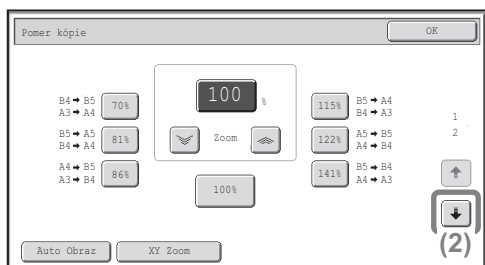 Pomer kópie
OK
B4 → B5
A3 → A4
70%
B5 → A5
B4 → A4
81%
A4 → B5
A3 → B4
86%
100 %
Zoom
100%
115%
B5 → A4
B4 → A3
122%
A5 → B5
A4 → B4
141%
B5 → B4
A4 → A3
1
2
(2)
Auto Obraz
XY Zoom